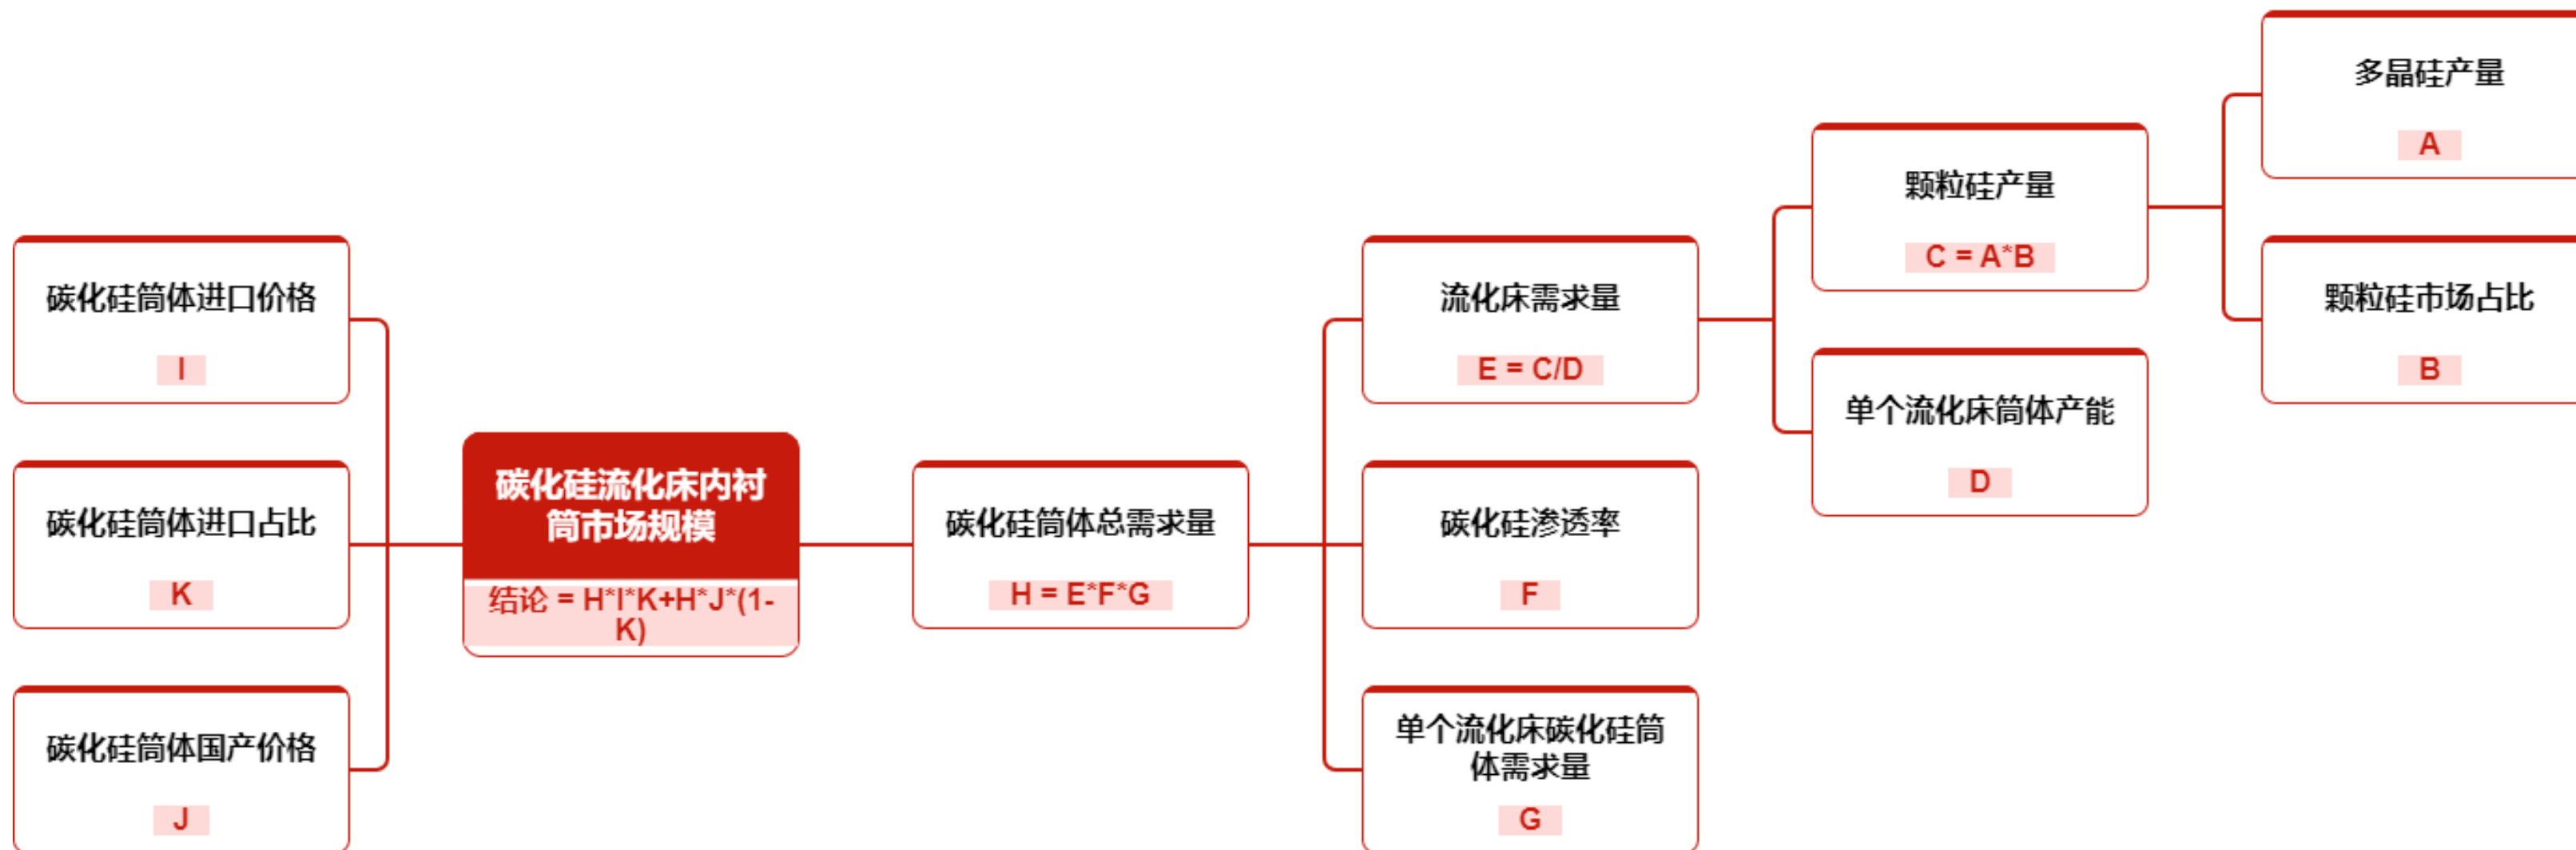 碳化硅筒体进口价格
I
碳化硅筒体进口占比
K
碳化硅筒体国产价格
J
碳化硅流化床内衬
筒市场规模
结论 = H*I*K+H*J*(1-
K)
碳化硅筒体总需求量
H = E*F*G
流化床需求量
E = C/D
碳化硅渗透率
F
单个流化床碳化硅筒
体需求量
G
颗粒硅产量
C = A*B
单个流化床筒体产能
D
多晶硅产量
A
颗粒硅市场占比
B